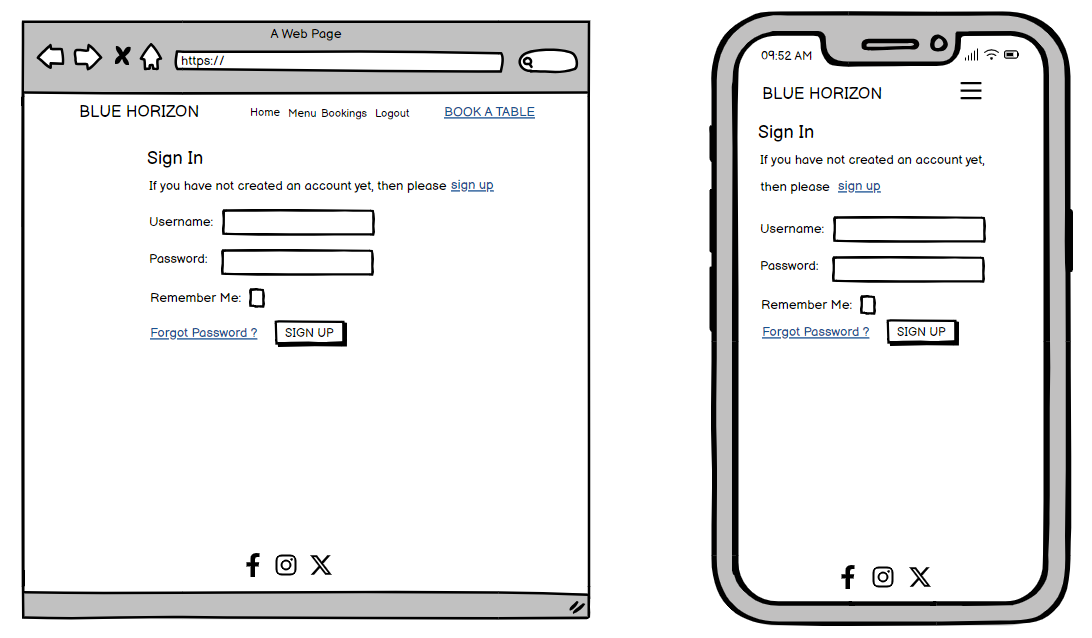 A Web Page
https://
BLUE HORIZON Home Menu Bookings Logout BOOK A TABLE
Sign In
If you have not created an account yet, then please sign up
Username:
Password:
Remember Me:
Forgot Password ? SIGN UP
09:52 AM
BLUE HORIZON
Sign In
If you have not created an account yet,
then please sign up
Username:
Password:
Remember Me:
Forgot Password ? SIGN UP